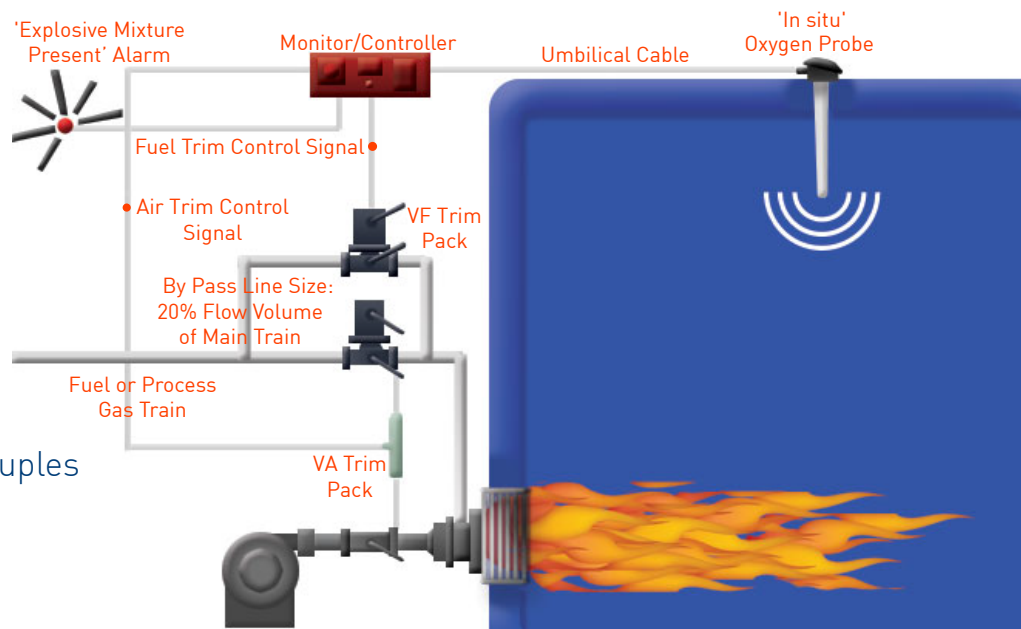 'Explosive Mixture
Present' Alarm
Monitor/Controller
Umbilical Cable
'In situ'
Oxygen Probe
Fuel Trim Control Signal
Air Trim Control
Signal
VF Trim
Pack
By Pass Line Size:
20% Flow Volume
of Main Train
Fuel or Process
Gas Train
uples
VA Trim
Pack